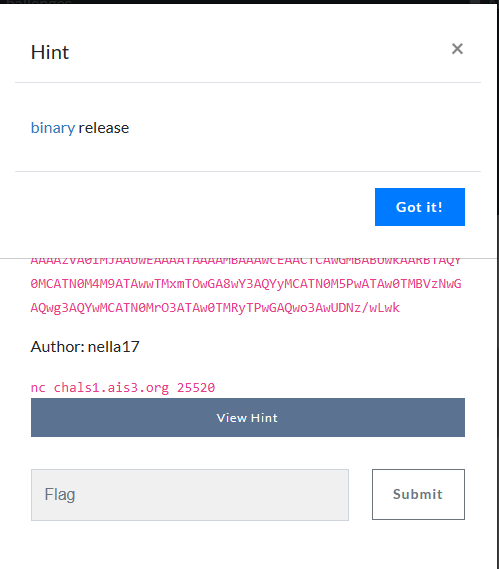 Hint
×
binary release
Got it!
0MCATN0M4M9ATAwwTMxmTOwGA8wY3AQYyMCATN0M5PwATAw0TMBVzNwG
AQwg3AQYwMCATN0MrO3ATAw0TMRyTPwGAQwo3AwUDNz/wLwk
Author: nella17
nc chals1.ais3.org 25520
View Hint
Flag
Submit